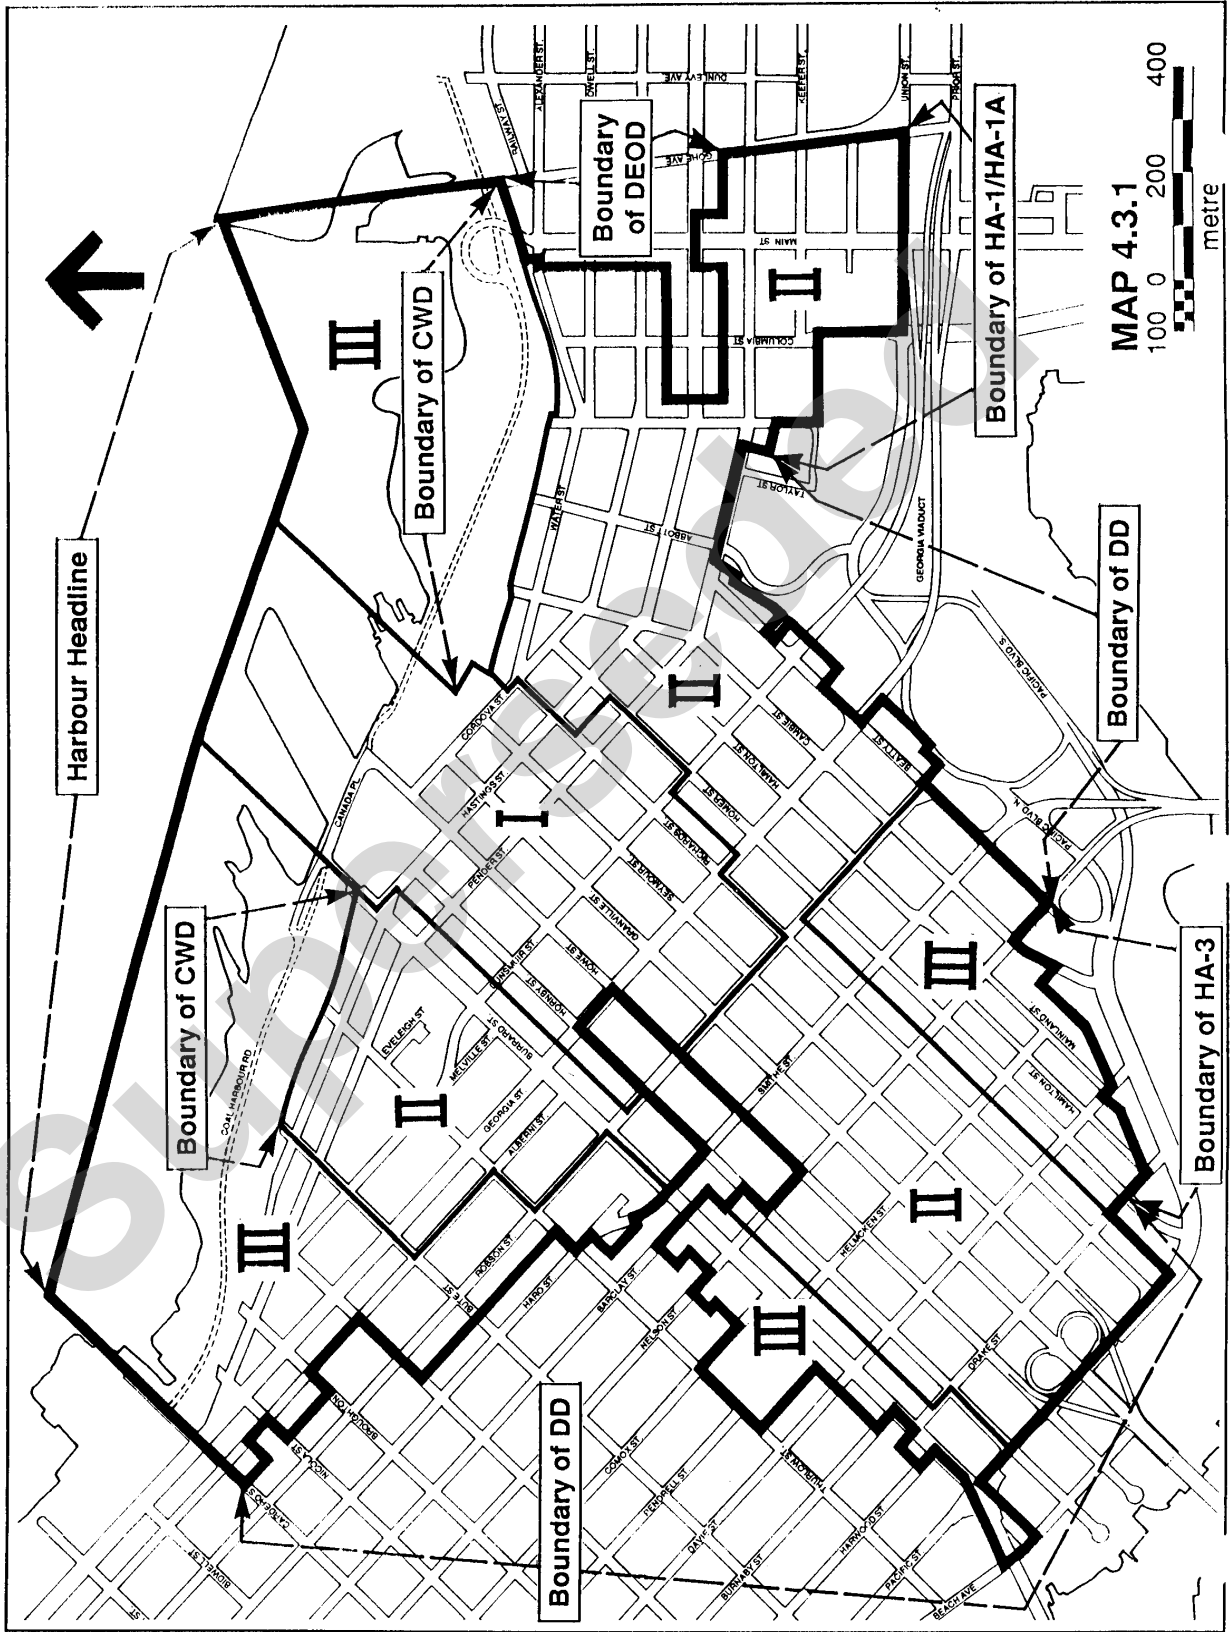 Harbour Headline
Boundary of CWD
Boundary of CWD
Boundary
of DEOD
Boundary of HA-1/HA-1A
Boundary of DD
Boundary of DD
Boundary of HA-3
MAP 4.3.1
100 0 200 400
metre
III
III
III
III
II
II
II
II
I
Superseded
RAILWAY ST.
ALEXANDER ST.
DUNLEVY AVE
KEEFER ST.
UNION ST.
PRIOR ST.
GORE AVE
MAIN ST
COLUMBIA ST
WATER ST
ABBOTT ST
TAYLOR ST
GEORGIA VIADUCT
PACIFIC BLVD S.
PACIFIC BLVD N.
CANADA PL.
CORDOVA ST.
HASTINGS ST.
PENDER ST.
DUNSMUIR ST.
CAMBIE ST.
HAMILTON ST.
HOMER ST
BEATTY ST.
RICHARDS ST
SEYMOUR ST.
GRANVILLE ST
HOWE ST
HORNBY ST
BURRARD ST
EVELEIGH ST
MELVILLE ST.
GEORGIA ST
ALBERNI ST
COAL HARBOUR RD
ROBSON ST.
BUTE ST
HARO ST
BARCLAY ST
NELSON ST
SMITHE ST.
MAINLAND ST.
HAMILTON ST.
HELMCKEN ST
DRAKE ST.
BROUGHTON
NICOLA ST
CARDERO S
BIDWELL ST
ST.
COMOX ST.
PENDRELL ST
DAVIE ST
BURNABY ST
THURLOW ST.
HARWOOD ST
PACIFIC ST
BEACH AVE